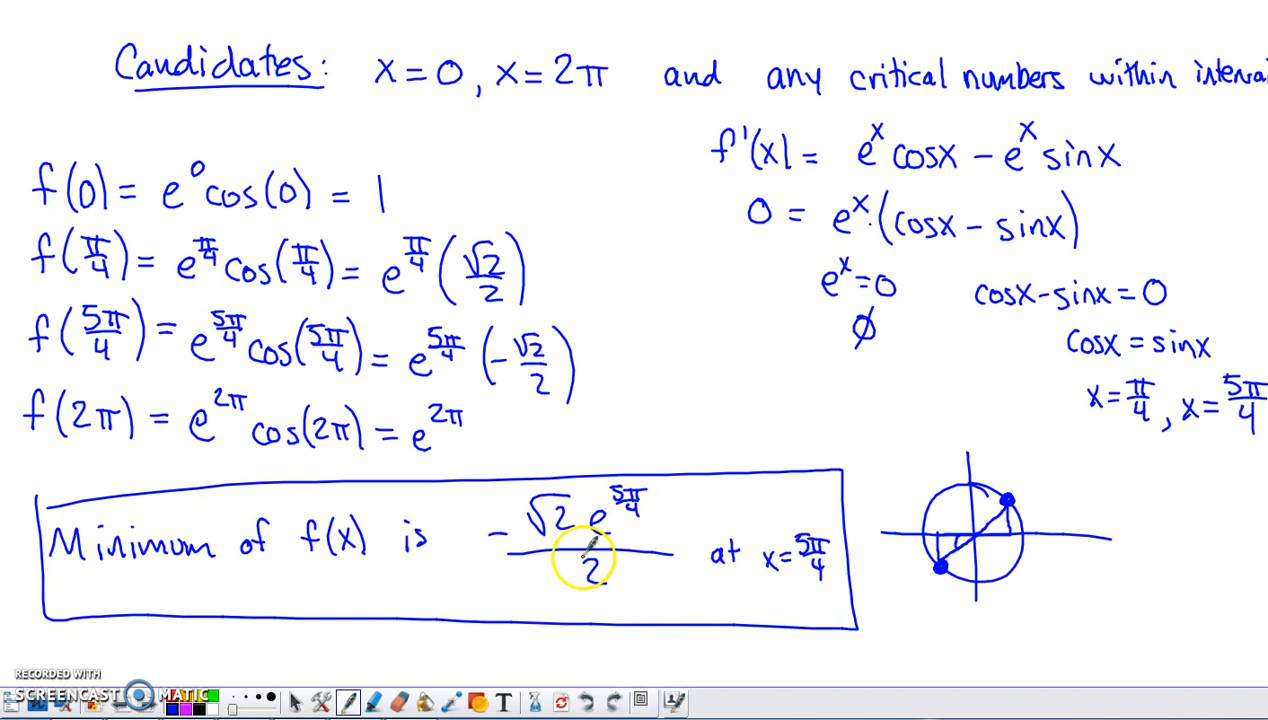 Candidates: x = 0, x = 2π and any critical numbers within
f'(x) = e^x cosx − e^x sinx
0 = e^x·(cosx − sinx)
e^x = 0
∅
cosx - sinx = 0
cosx = sinx
x = π/4, x = 5π/4
f(0) = e^0 cos(0) = 1
f(π/4) = e^(π/4) cos(π/4) = e^(π/4) (√2/2)
f(5π/4) = e^(5π/4) cos(5π/4) = e^(5π/4) (-√2/2)
f(2π) = e^(2π) cos(2π) = e^(2π)
Minimum of f(x) is -√2 e^(5π/4)/2 at x = 5π/4
RECORDED WITH
SCREENCAST MATIC
T